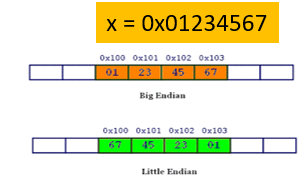 x = 0x01234567
0x100 0x101 0x102 0x103
01 23 45 67
Big Endian
0x100 0x101 0x102 0x103
67 45 23 01
Little Endian